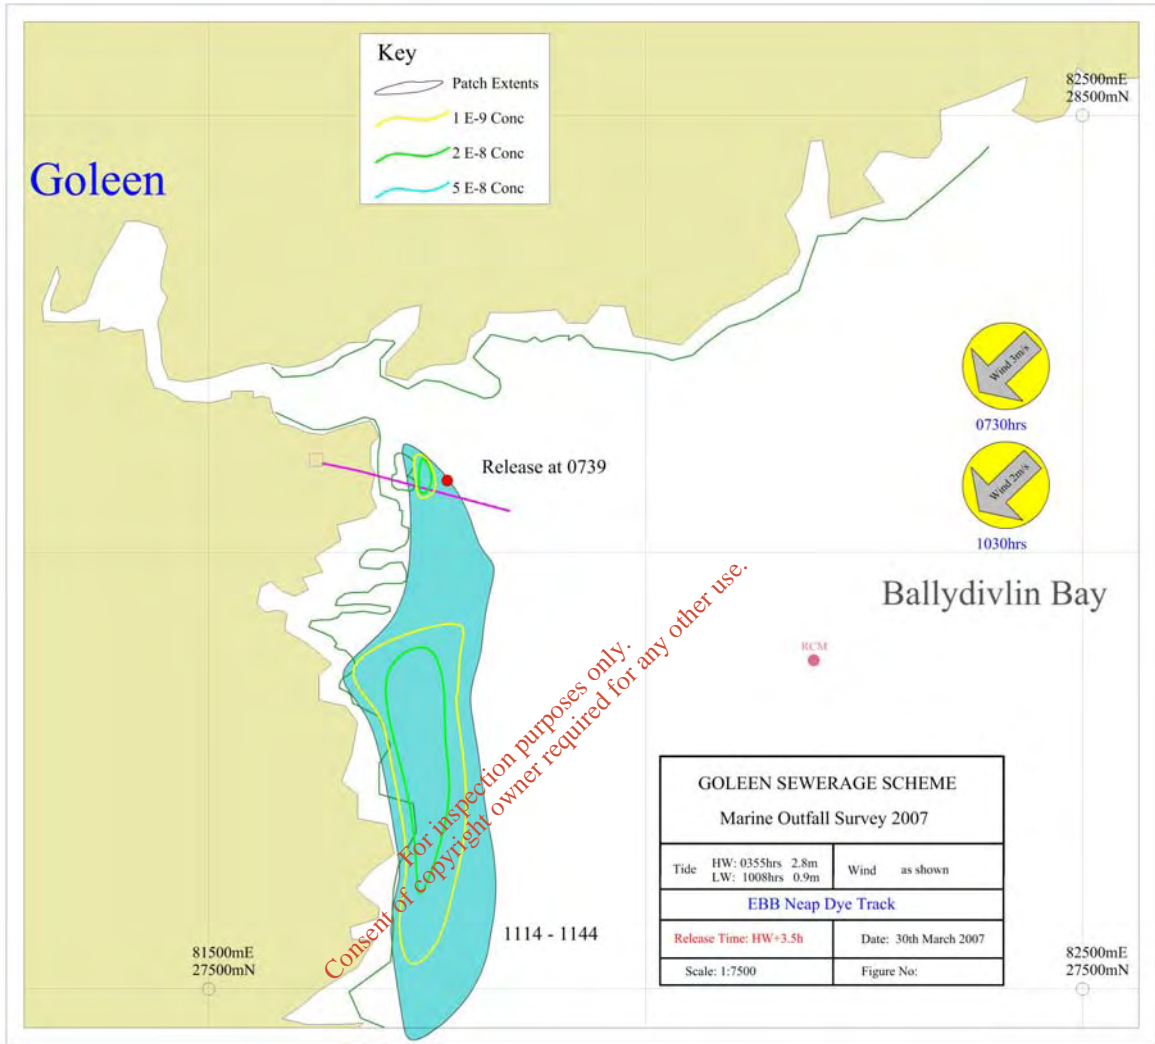 Key
Patch Extents
1 E-9 Conc
2 E-8 Conc
5 E-8 Conc
82500mE
28500mN
Goleen
Wind 3m/s
0730hrs
Release at 0739
Wind 2m/s
1030hrs
Ballydivlin Bay
RCM
For inspection purposes only.
Consent of copyright owner required for any other use.
GOLEEN SEWERAGE SCHEME
Marine Outfall Survey 2007
Tide HW: 0355hrs 2.8m
LW: 1008hrs 0.9m
Wind as shown
EBB Neap Dye Track
Release Time: HW+3.5h
Date: 30th March 2007
Scale: 1:7500
Figure No:
1114 - 1144
81500mE
27500mN
82500mE
27500mN